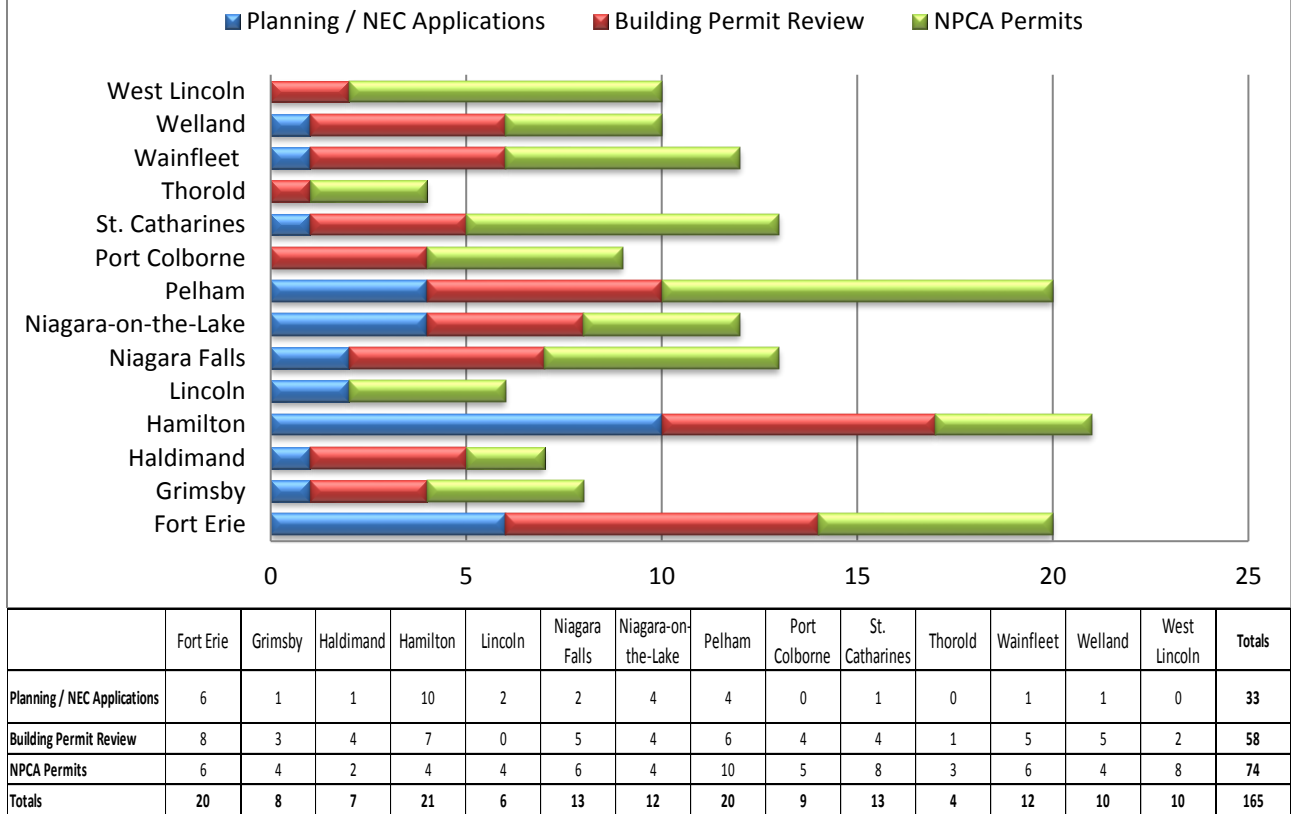 Planning / NEC Applications Building Permit Review NPCA Permits
West Lincoln
Welland
Wainfleet
Thorold
St. Catharines
Port Colborne
Pelham
Niagara-on-the-Lake
Niagara Falls
Lincoln
Hamilton
Haldimand
Grimsby
Fort Erie
0 5 10 15 20 25
Fort Erie Grimsby Haldimand Hamilton Lincoln Niagara Falls Niagara-on-the-Lake Pelham Port Colborne St. Catharines Thorold Wainfleet Welland West Lincoln Totals
Planning / NEC Applications 6 1 1 10 2 2 4 4 0 1 0 1 1 0 33
Building Permit Review 8 3 4 7 0 5 4 6 4 4 1 5 5 2 58
NPCA Permits 6 4 2 4 4 6 4 10 5 8 3 6 4 8 74
Totals 20 8 7 21 6 13 12 20 9 13 4 12 10 10 165